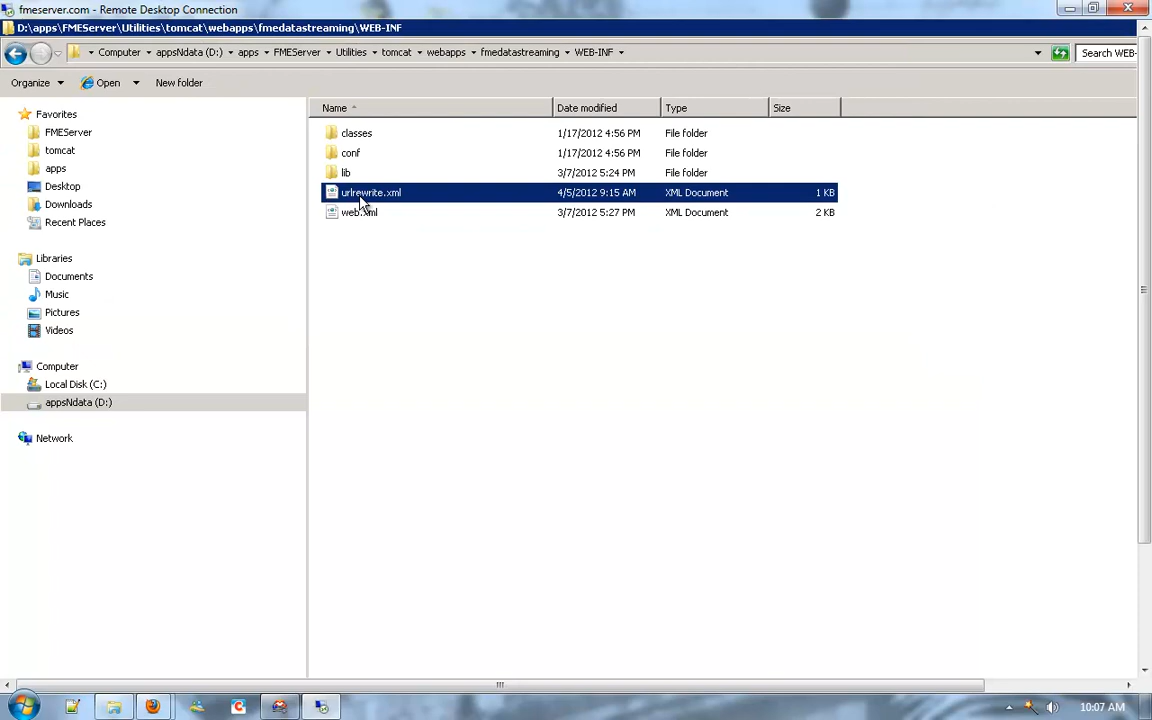 fmeserver.com - Remote Desktop Connection
D:\apps\FMEServer\Utilities\tomcat\webapps\fmedatastreaming\WEB-INF
Computer appsNdata (D:) apps FMEServer Utilities tomcat webapps fmedatastreaming WEB-INF Search WEB-
Organize Open New folder
Name Date modified Type Size
Favorites
FMEServer
tomcat
apps
Desktop
Downloads
Recent Places
Libraries
Documents
Music
Pictures
Videos
Computer
Local Disk (C:)
appsNdata (D:)
Network
classes 1/17/2012 4:56 PM File folder
conf 1/17/2012 4:56 PM File folder
lib 3/7/2012 5:24 PM File folder
urlrewrite.xml 4/5/2012 9:15 AM XML Document 1 KB
web.xml 3/7/2012 5:27 PM XML Document 2 KB
10:07 AM